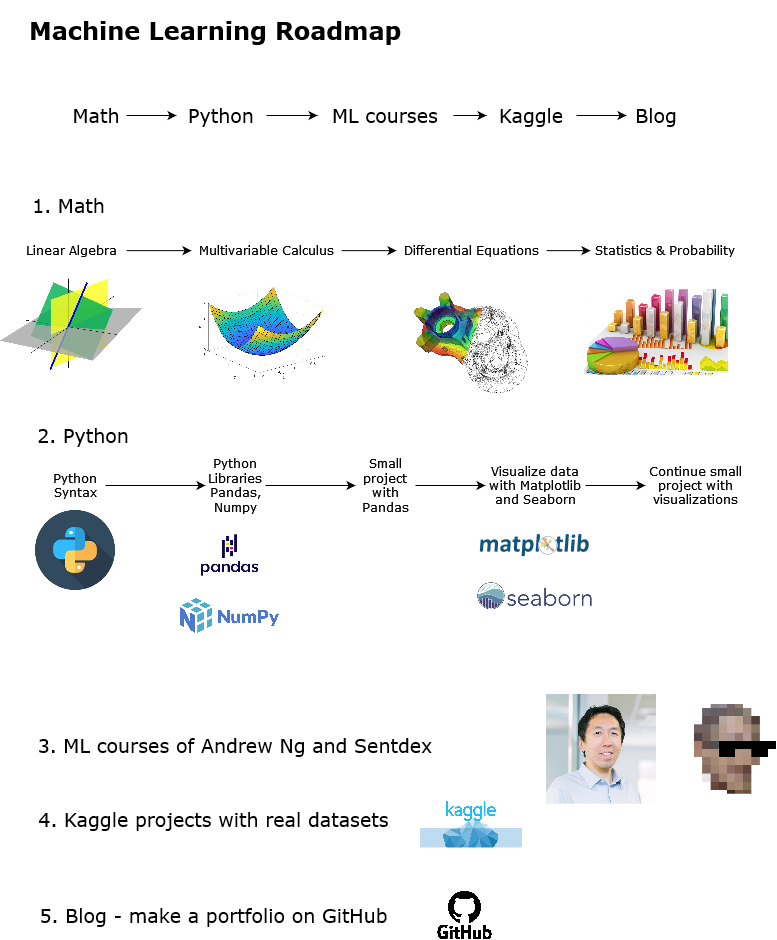 Machine Learning Roadmap
Math Python ML courses Kaggle Blog
1. Math
Linear Algebra Multivariable Calculus Differential Equations Statistics & Probability
2. Python
Python
Syntax
Python
Libraries
Pandas,
Numpy
Small
project
with
Pandas
Visualize data
with Matplotlib
and Seaborn
Continue small
project with
visualizations
pandas
NumPy
matplotlib
seaborn
3. ML courses of Andrew Ng and Sentdex
4. Kaggle projects with real datasets
kaggle
5. Blog - make a portfolio on GitHub
GitHub